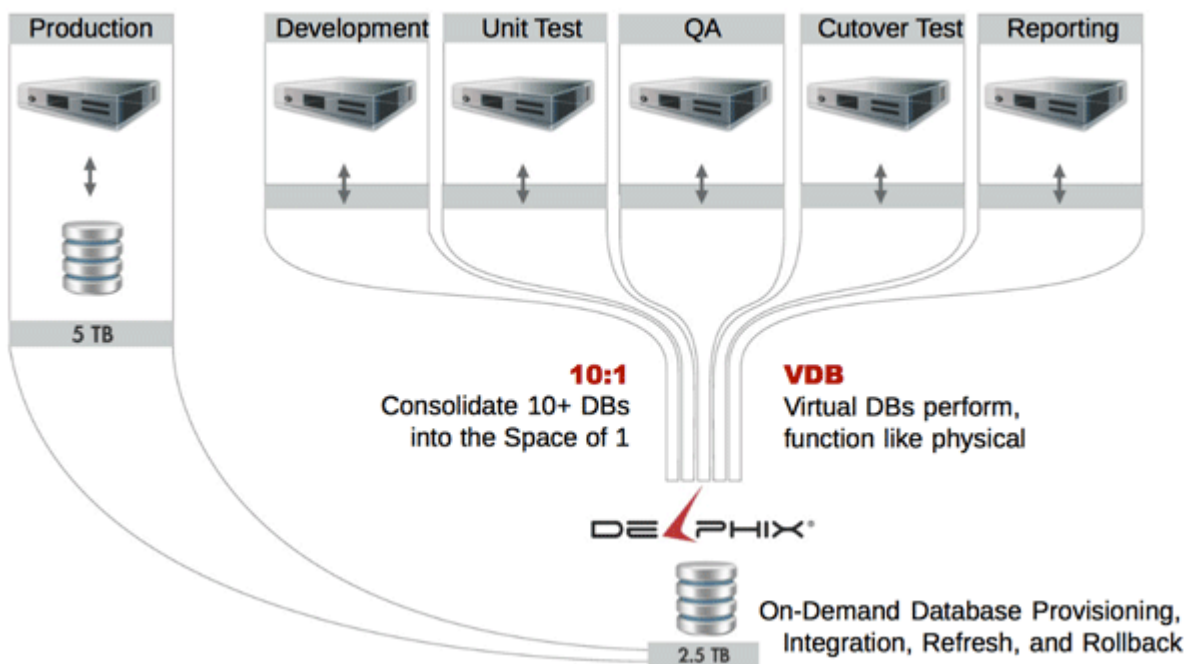 Production
Development
Unit Test
QA
Cutover Test
Reporting
5 TB
10:1
Consolidate 10+ DBs
into the Space of 1
VDB
Virtual DBs perform,
function like physical
DELPHIX®
On-Demand Database Provisioning,
Integration, Refresh, and Rollback
2.5 TB